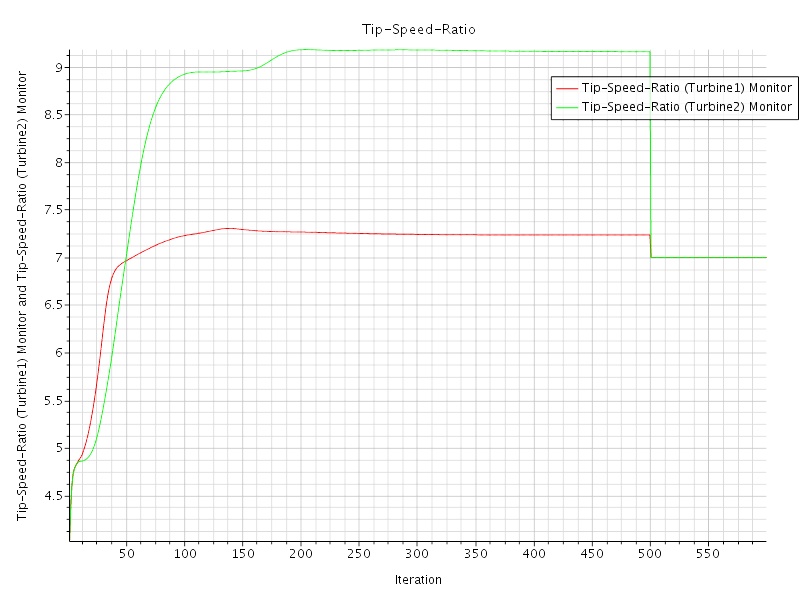 Tip-Speed-Ratio
Tip-Speed-Ratio (Turbine1) Monitor and Tip-Speed-Ratio (Turbine2) Monitor
9
8.5
8
7.5
7
6.5
6
5.5
5
4.5
Tip-Speed-Ratio (Turbine1) Monitor
Tip-Speed-Ratio (Turbine2) Monitor
50 100 150 200 250 300 350 400 450 500 550
Iteration